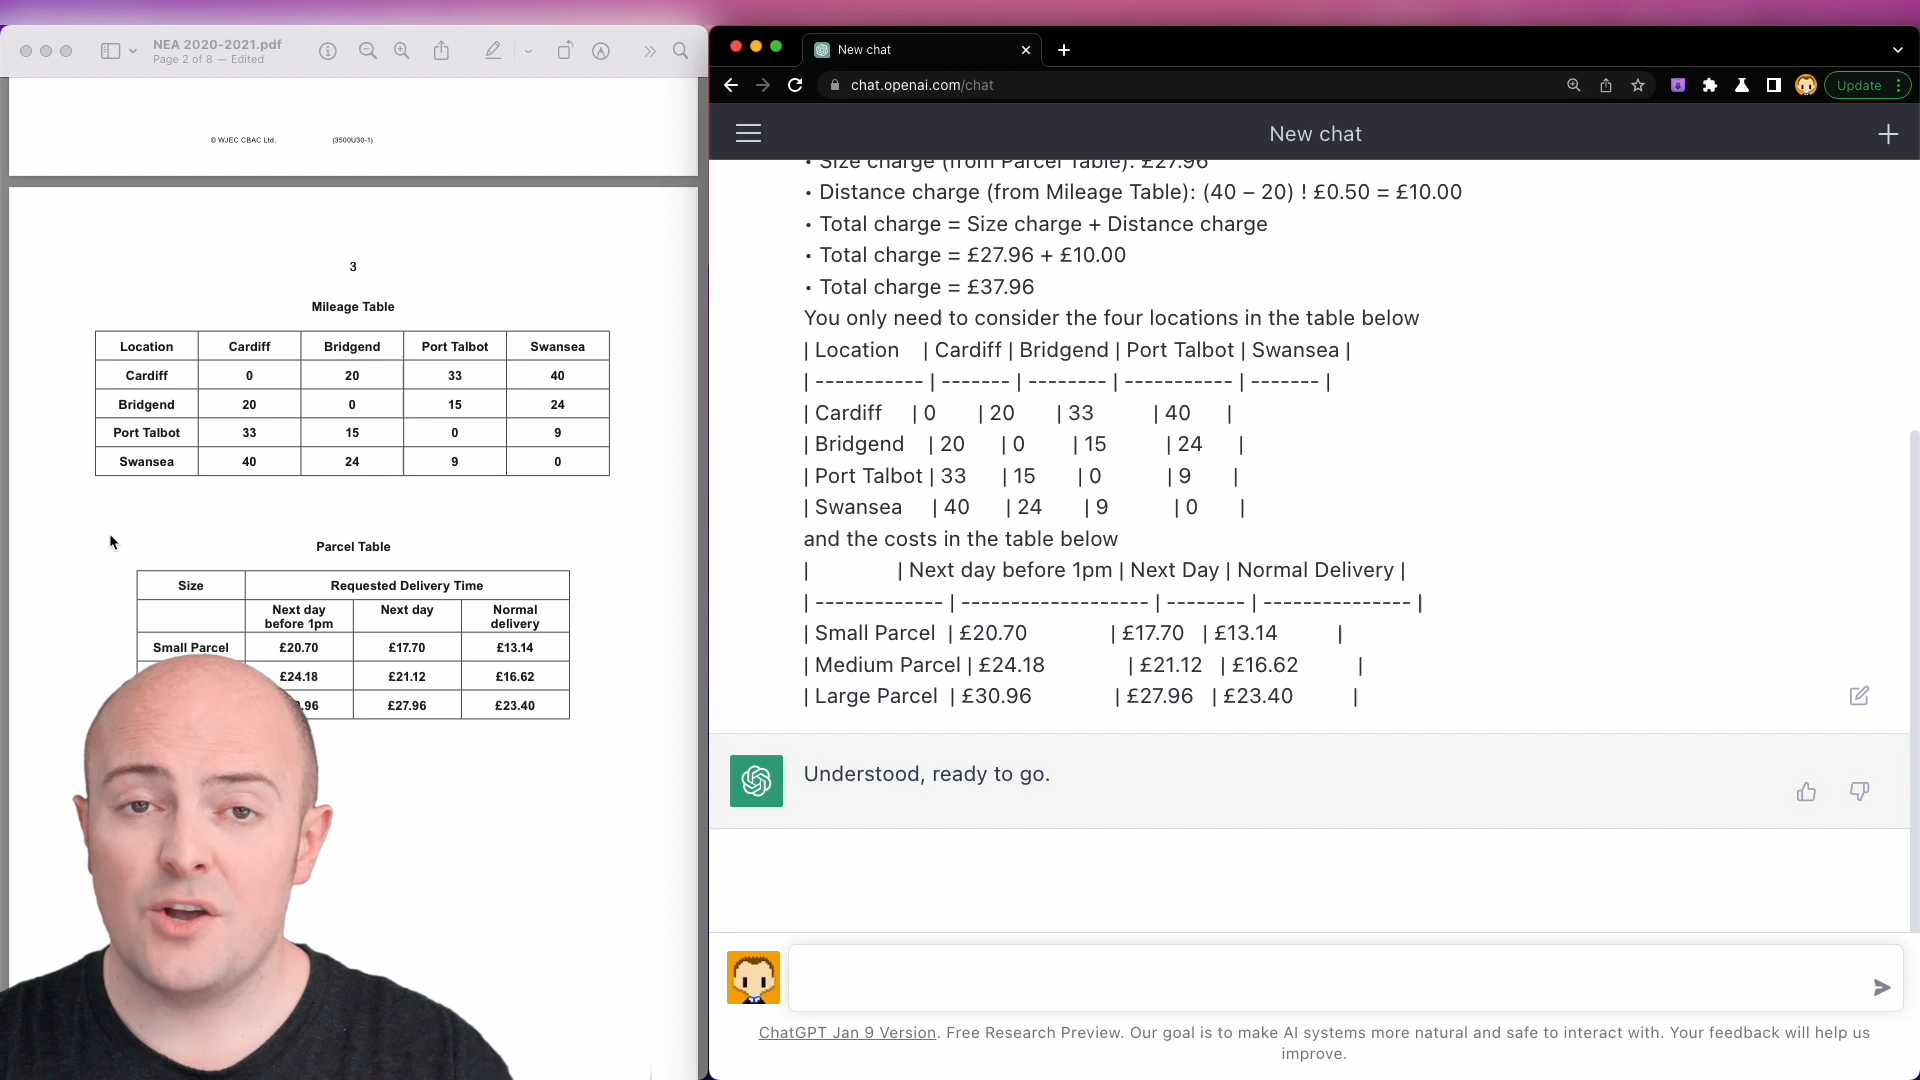 NEA 2020-2021.pdf
Page 2 of 8 — Edited
© WJEC CBAC Ltd. (3500U30-1)
3
Mileage Table
Location Cardiff Bridgend Port Talbot Swansea
Cardiff 0 20 33 40
Bridgend 20 0 15 24
Port Talbot 33 15 0 9
Swansea 40 24 9 0
Parcel Table
Size Requested Delivery Time
Next day before 1pm Next day Normal delivery
Small Parcel £20.70 £17.70 £13.14
£24.18 £21.12 £16.62
.96 £27.96 £23.40
New chat
chat.openai.com/chat
Update
New chat
• Size charge (from Parcel Table): £27.96
• Distance charge (from Mileage Table): (40 – 20) ! £0.50 = £10.00
• Total charge = Size charge + Distance charge
• Total charge = £27.96 + £10.00
• Total charge = £37.96
You only need to consider the four locations in the table below
| Location | Cardiff | Bridgend | Port Talbot | Swansea |
| ----------- | ------- | -------- | ----------- | ------- |
| Cardiff | 0 | 20 | 33 | 40 |
| Bridgend | 20 | 0 | 15 | 24 |
| Port Talbot | 33 | 15 | 0 | 9 |
| Swansea | 40 | 24 | 9 | 0 |
and the costs in the table below
| | Next day before 1pm | Next Day | Normal Delivery |
| ------------- | ------------------- | -------- | --------------- |
| Small Parcel | £20.70 | £17.70 | £13.14 |
| Medium Parcel | £24.18 | £21.12 | £16.62 |
| Large Parcel | £30.96 | £27.96 | £23.40 |
Understood, ready to go.
ChatGPT Jan 9 Version. Free Research Preview. Our goal is to make AI systems more natural and safe to interact with. Your feedback will help us
improve.